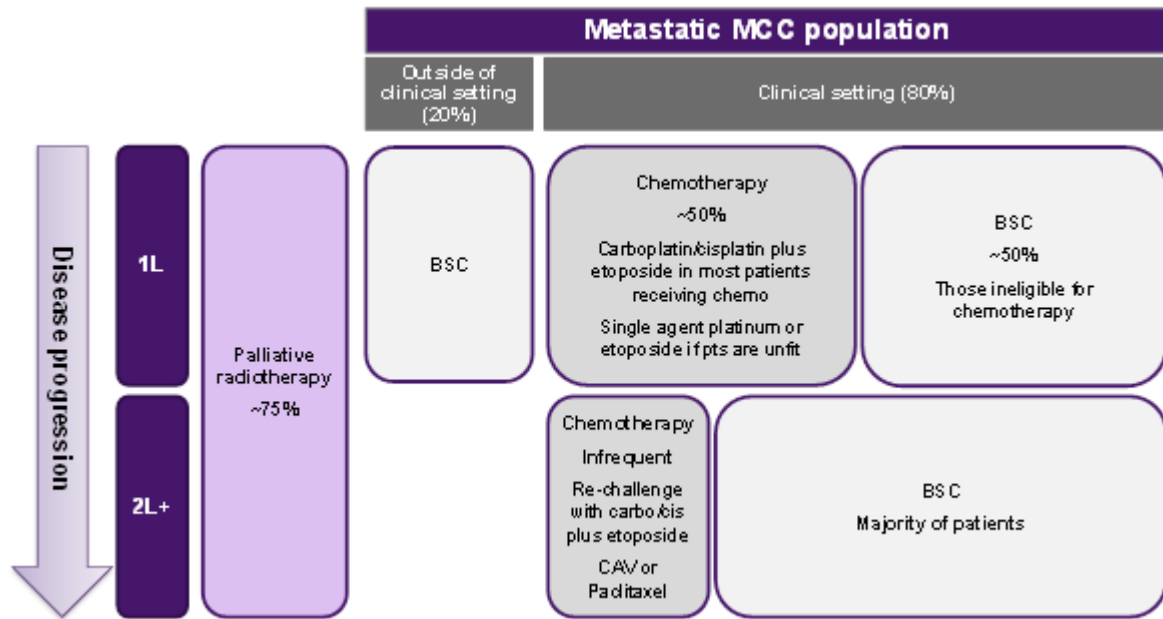 Metastatic MCC population
Outside of
clinical setting
(20%)
Clinical setting (80%)
Disease progression
1L
Palliative
radiotherapy
~75%
BSC
Chemotherapy
~50%
Carboplatin/cisplatin plus
etoposide in most patients
receiving chemo
Single agent platinum or
etoposide if pts are unfit
BSC
~50%
Those ineligible for
chemotherapy
2L+
Chemotherapy
Infrequent
Re-challenge
with carbo/cis
plus etoposide
CAV or
Paclitaxel
BSC
Majority of patients